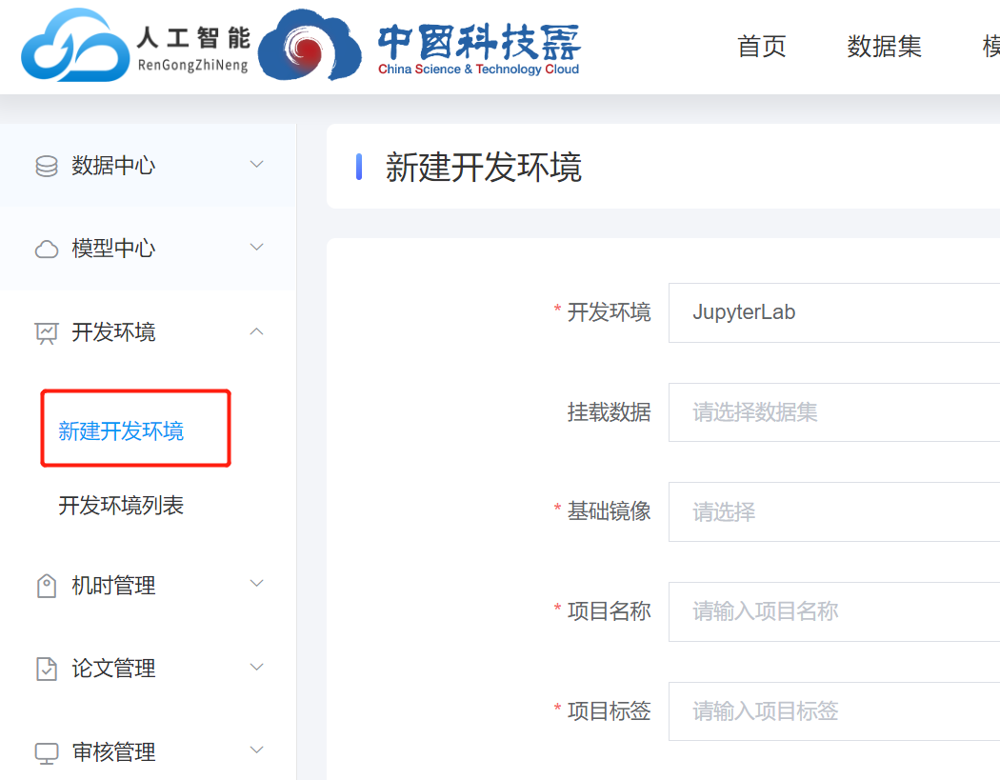 人工智能
RenGongZhiNeng
中国科技云
China Science & Technology Cloud
首页
数据集
模
数据中心
模型中心
开发环境
新建开发环境
开发环境列表
机时管理
论文管理
审核管理
新建开发环境
* 开发环境 JupyterLab
挂载数据 请选择数据集
* 基础镜像 请选择
* 项目名称 请输入项目名称
* 项目标签 请输入项目标签